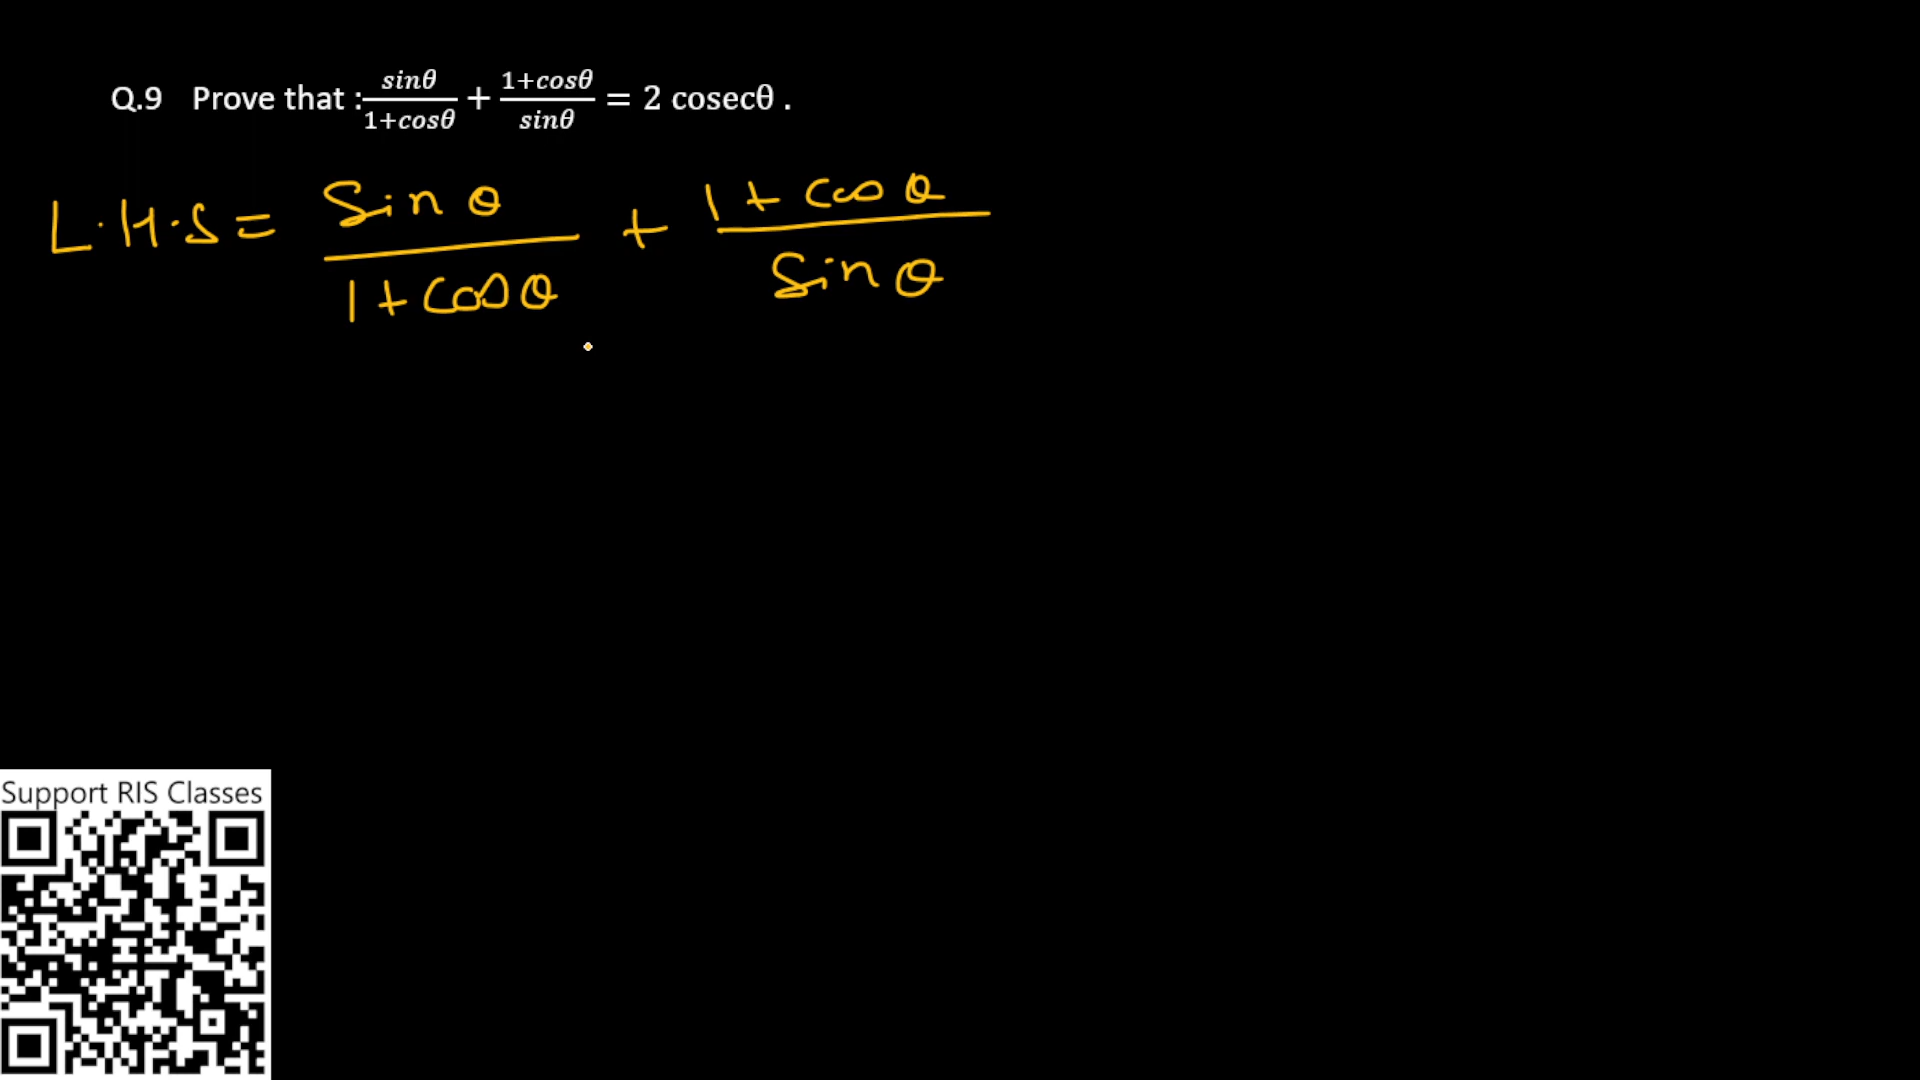 Q.9 Prove that : sinθ/1+cosθ + 1+cosθ/sinθ = 2 cosecθ .
L.H.S = Sin θ/1 + cos θ + 1 + cos θ/Sin θ
Support RIS Classes